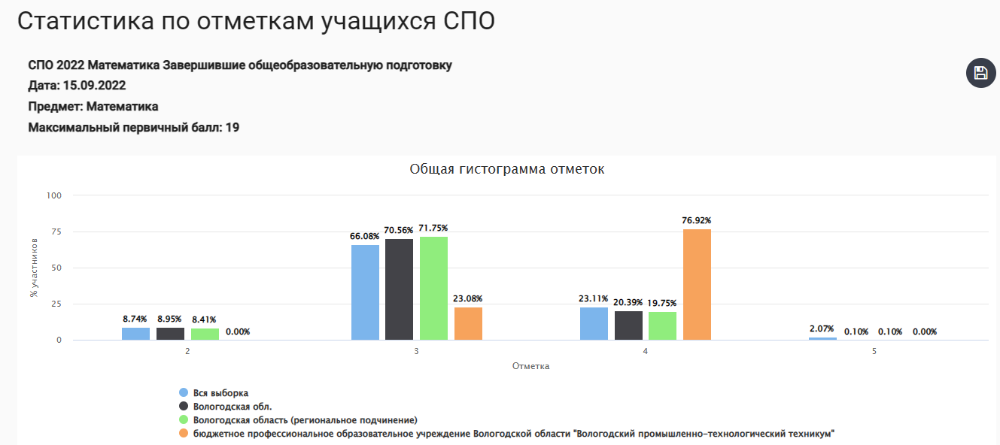 Статистика по отметкам учащихся СПО
СПО 2022 Математика Завершившие общеобразовательную подготовку
Дата: 15.09.2022
Предмет: Математика
Максимальный первичный балл: 19
Общая гистограмма отметок
% участников
100
75
50
25
0
8.74% 8.95% 8.41% 0.00%
66.08% 70.56% 71.75% 23.08%
23.11% 20.39% 19.75% 76.92%
2.07% 0.10% 0.10% 0.00%
2 3 4 5
Отметка
Вся выборка
Вологодская обл.
Вологодская область (региональное подчинение)
бюджетное профессиональное образовательное учреждение Вологодской области "Вологодский промышленно-технологический техникум"